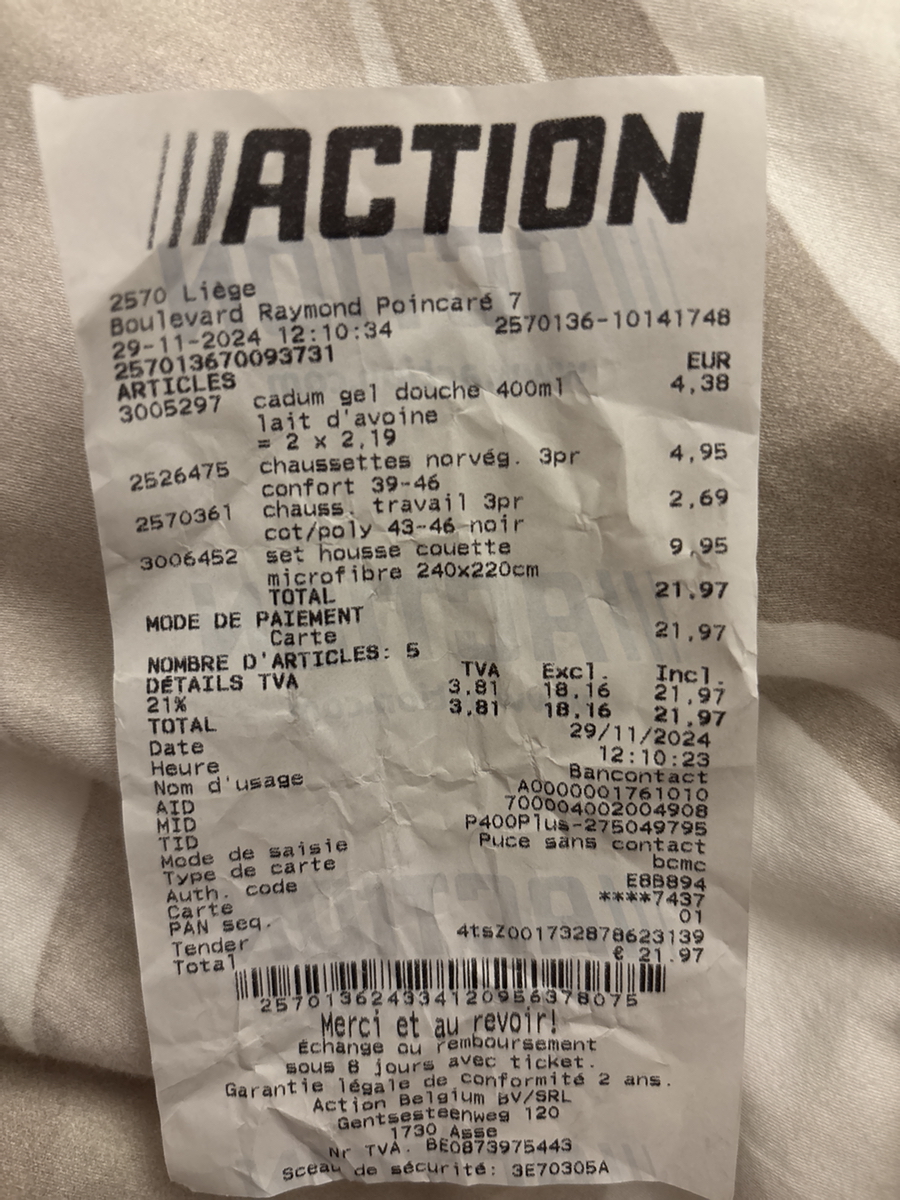 ACTION
2570 Liège
Boulevard Raymond Poincaré 7
29-11-2024 12:10:34 2570136-10141748
257013670093731
ARTICLES EUR
3005297 cadum gel douche 400ml 4,38
lait d'avoine
= 2 x 2,19
2526475 chaussettes norvég. 3pr 4,95
confort 39-46
2570361 chauss. travail 3pr 2,69
cot/poly 43-46 noir
3006452 set housse couette 9,95
microfibre 240x220cm
TOTAL 21,97
MODE DE PAIEMENT
Carte 21,97
NOMBRE D'ARTICLES: 5
DÉTAILS TVA TVA Excl. Incl.
21% 3.81 18.16 21,97
TOTAL 3.81 18.16 21,97
Date 29/11/2024
Heure 12:10:23
Nom d'usage Bancontact
AID A0000001761010
MID 700004002004908
TID P400Plus-275049795
Mode de saisie Puce sans contact
Type de carte bcmc
Auth. code E8B894
Carte ****7437
PAN seq. 01
Tender 4tsZ001732878623139
Total € 21.97
257013624334120956378075
Merci et au revoir!
Échange ou remboursement
sous 8 jours avec ticket.
Garantie légale de conformité 2 ans.
Action Belgium BV/SRL
Gentsesteenweg 120
1730 Asse
Nr TVA. BE0873975443
Sceau de sécurité: 3E70305A